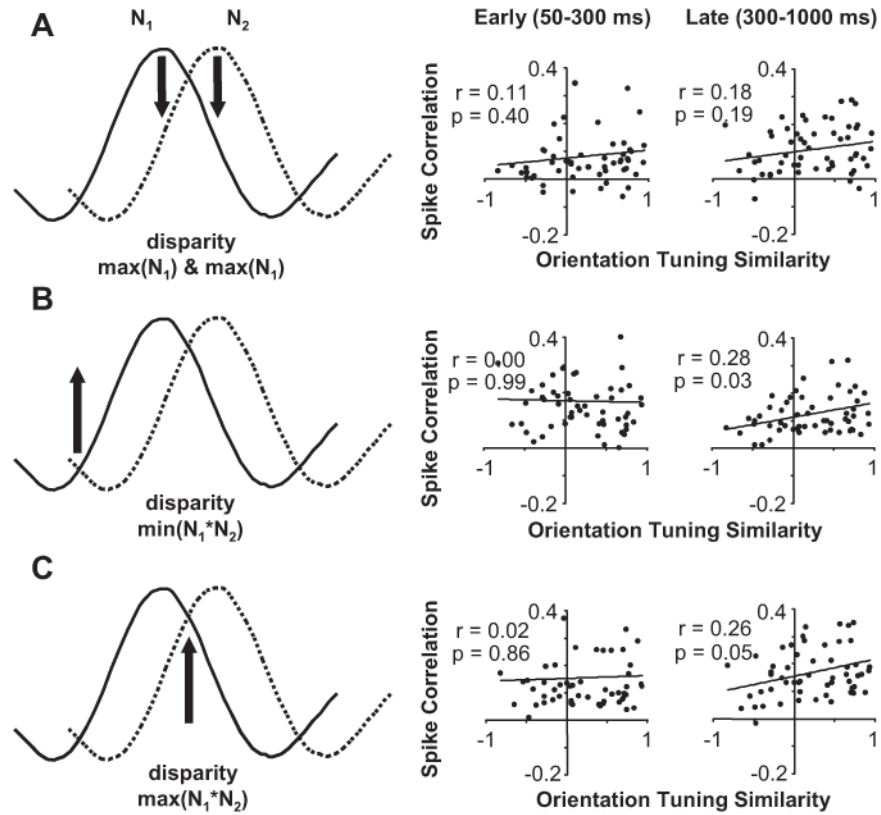 A
N1
N2
disparity
max(N1) & max(N1)
Early (50-300 ms)
Late (300-1000 ms)
Spike Correlation
0.4
r = 0.11
p = 0.40
-1
1
-0.2
0.4
r = 0.18
p = 0.19
-1
1
-0.2
Orientation Tuning Similarity
B
disparity
min(N1*N2)
Spike Correlation
0.4
r = 0.00
p = 0.99
-1
1
-0.2
0.4
r = 0.28
p = 0.03
-1
1
-0.2
Orientation Tuning Similarity
C
disparity
max(N1*N2)
Spike Correlation
0.4
r = 0.02
p = 0.86
-1
1
-0.2
0.4
r = 0.26
p = 0.05
-1
1
-0.2
Orientation Tuning Similarity